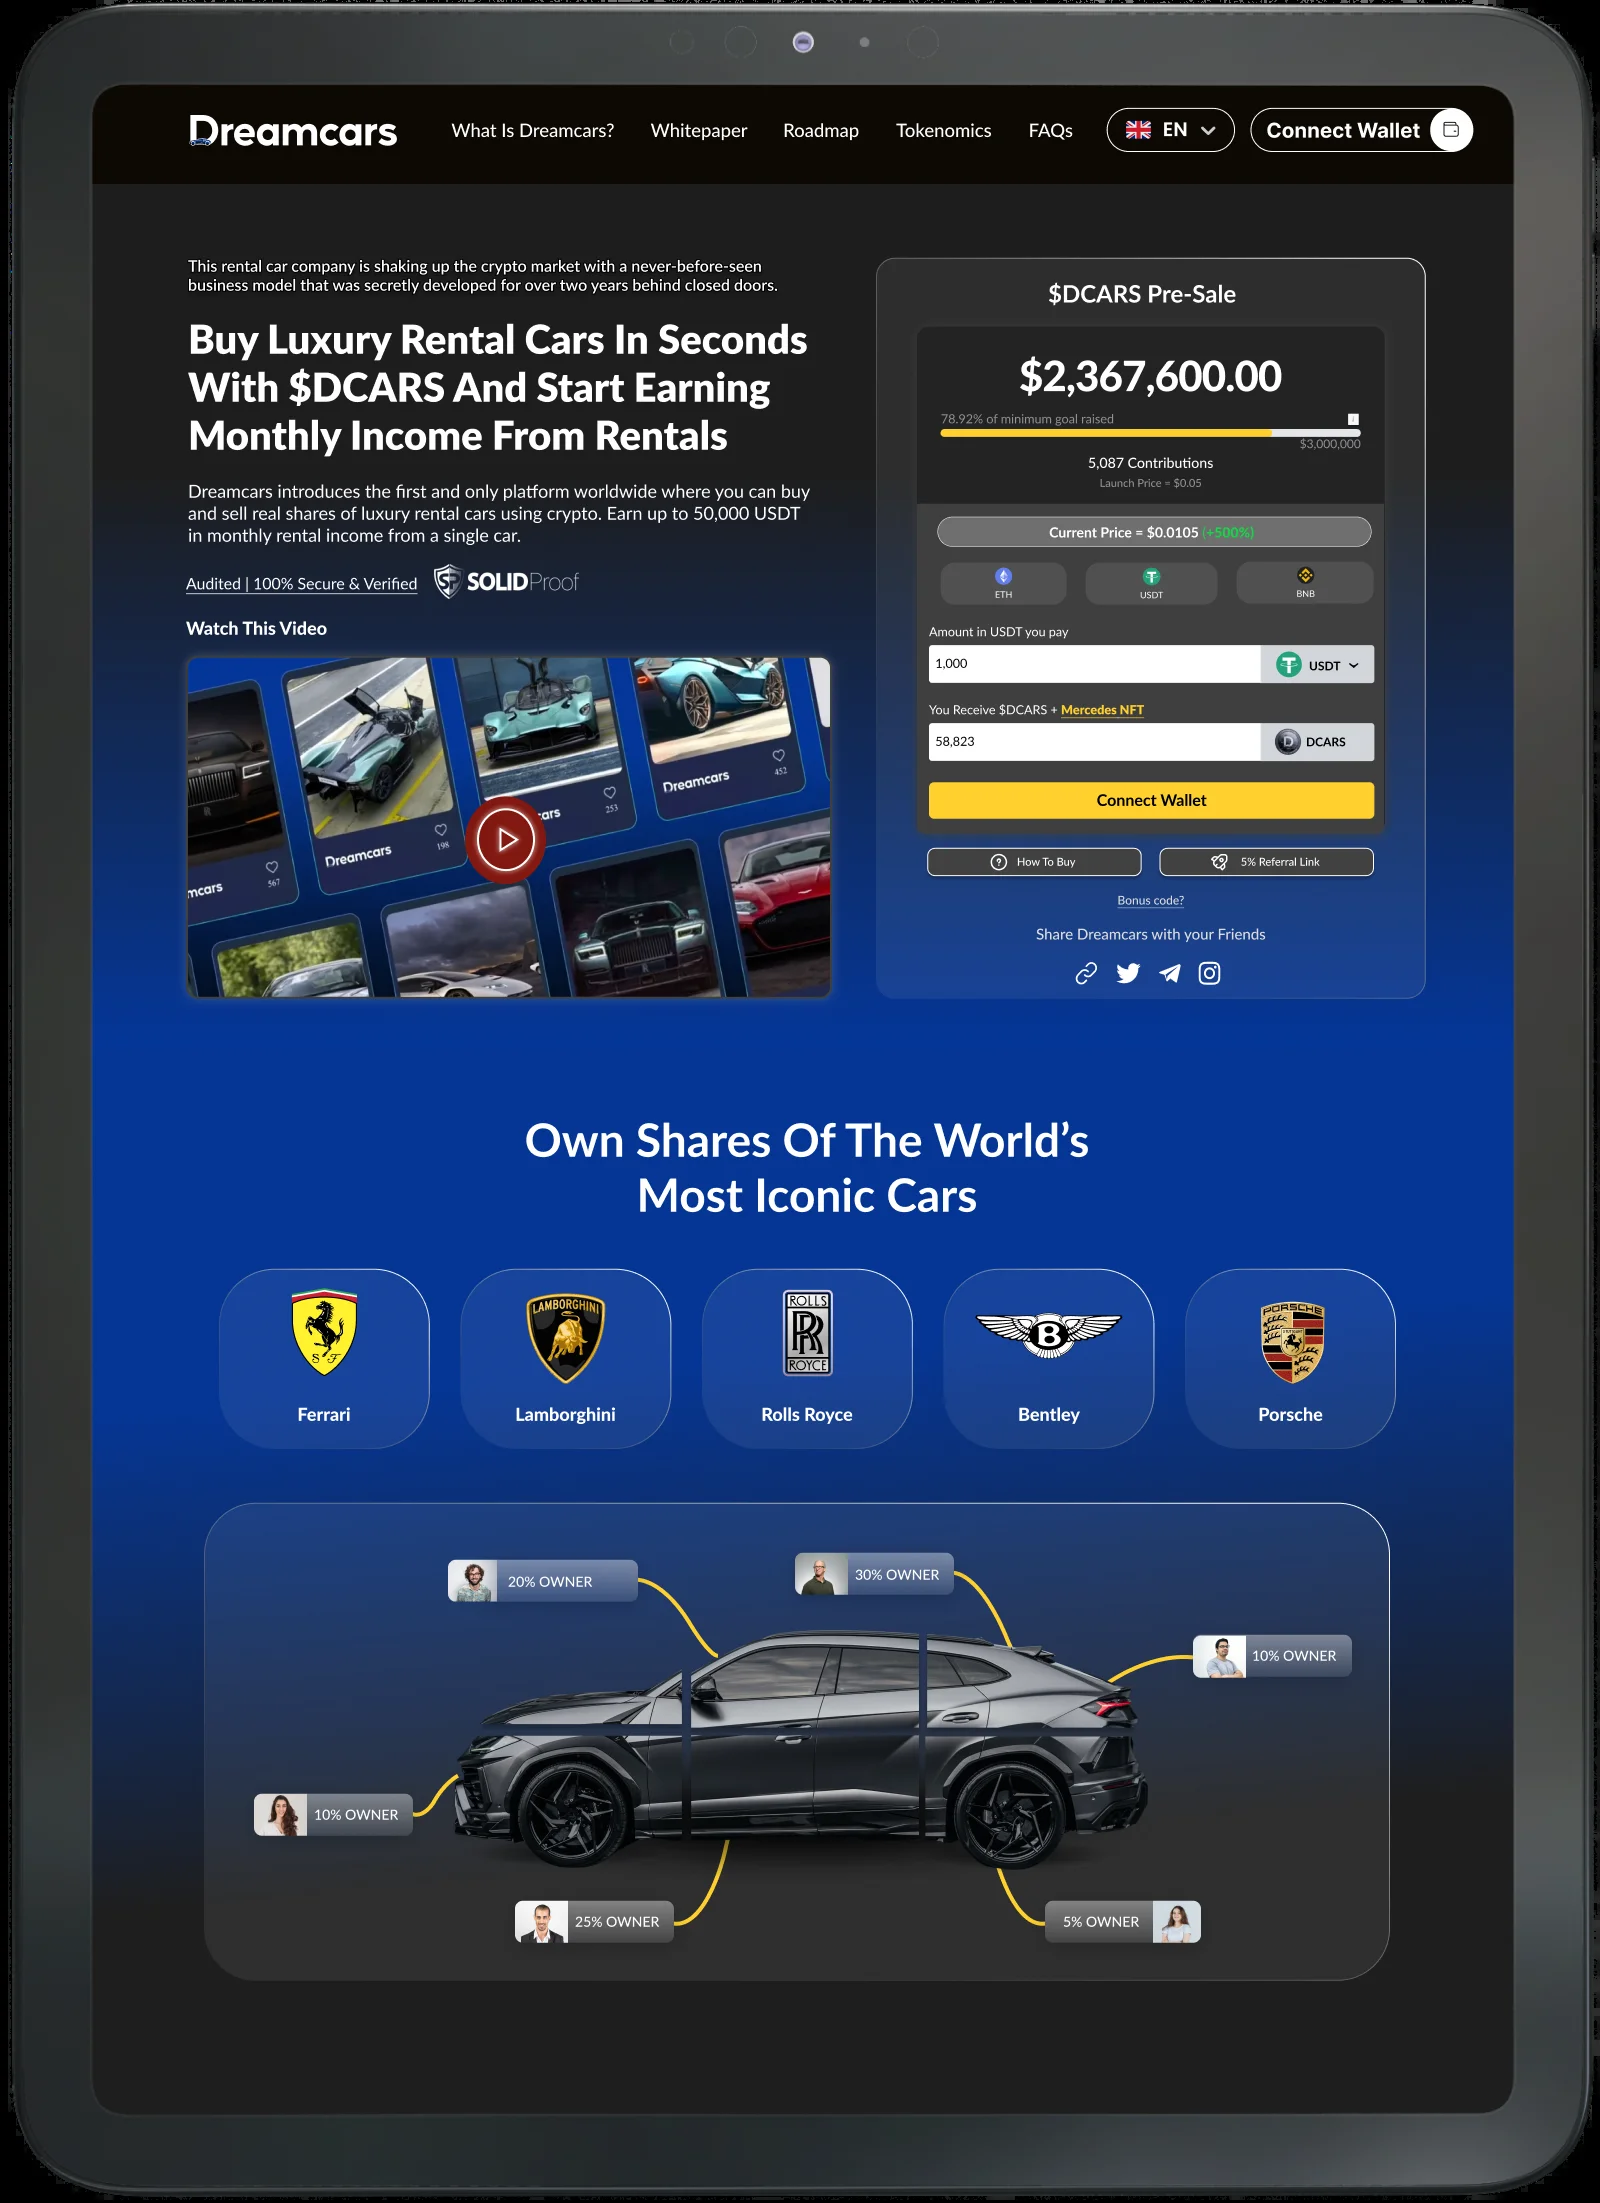 Dreamcars
What Is Dreamcars?
Whitepaper
Roadmap
Tokenomics
FAQs
EN
Connect Wallet
This rental car company is shaking up the crypto market with a never-before-seen
business model that was secretly developed for over two years behind closed doors.
Buy Luxury Rental Cars In Seconds
With $DCARS And Start Earning
Monthly Income From Rentals
Dreamcars introduces the first and only platform worldwide where you can buy
and sell real shares of luxury rental cars using crypto. Earn up to 50,000 USDT
in monthly rental income from a single car.
Audited | 100% Secure & Verified
SOLIDProof
Watch This Video
Dreamcars
452
cars
253
Dreamcars
198
mcars
567
$DCARS Pre-Sale
$2,367,600.00
78.92% of minimum goal raised
$3,000,000
5,087 Contributions
Launch Price = $0.05
Current Price = $0.0105 (+500%)
ETH
USDT
BNB
Amount in USDT you pay
1,000
USDT
You Receive $DCARS + Mercedes NFT
58,823
DCARS
Connect Wallet
How To Buy
5% Referral Link
Bonus code?
Share Dreamcars with your Friends
Own Shares Of The World's
Most Iconic Cars
S F
Ferrari
LAMBORGHINI
Lamborghini
ROLLS
RR
ROYCE
Rolls Royce
B
Bentley
PORSCHE
Porsche
20% OWNER
30% OWNER
10% OWNER
10% OWNER
25% OWNER
5% OWNER